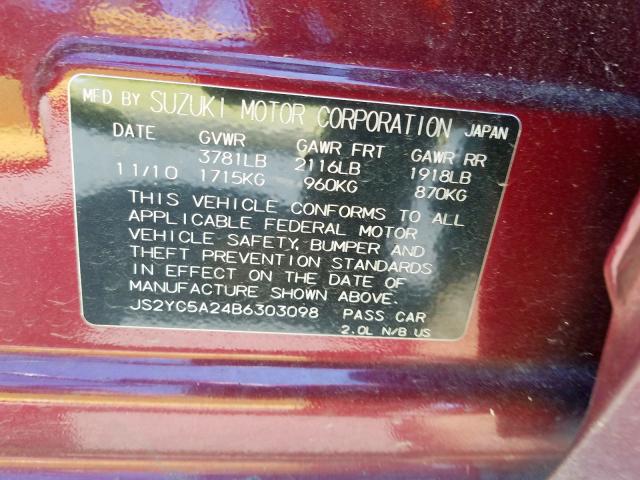 MFD BY SUZUKI MOTOR CORPORATION JAPAN
DATE GVWR GAWR FRT GAWR RR
3781LB 2116LB 1918LB
11/10 1715KG 960KG 870KG
THIS VEHICLE CONFORMS TO ALL
APPLICABLE FEDERAL MOTOR
VEHICLE SAFETY, BUMPER AND
THEFT PREVENTION STANDARDS
IN EFFECT ON THE DATE OF
MANUFACTURE SHOWN ABOVE.
JS2YC5A24B6303098 PASS CAR
2.0L N/B US